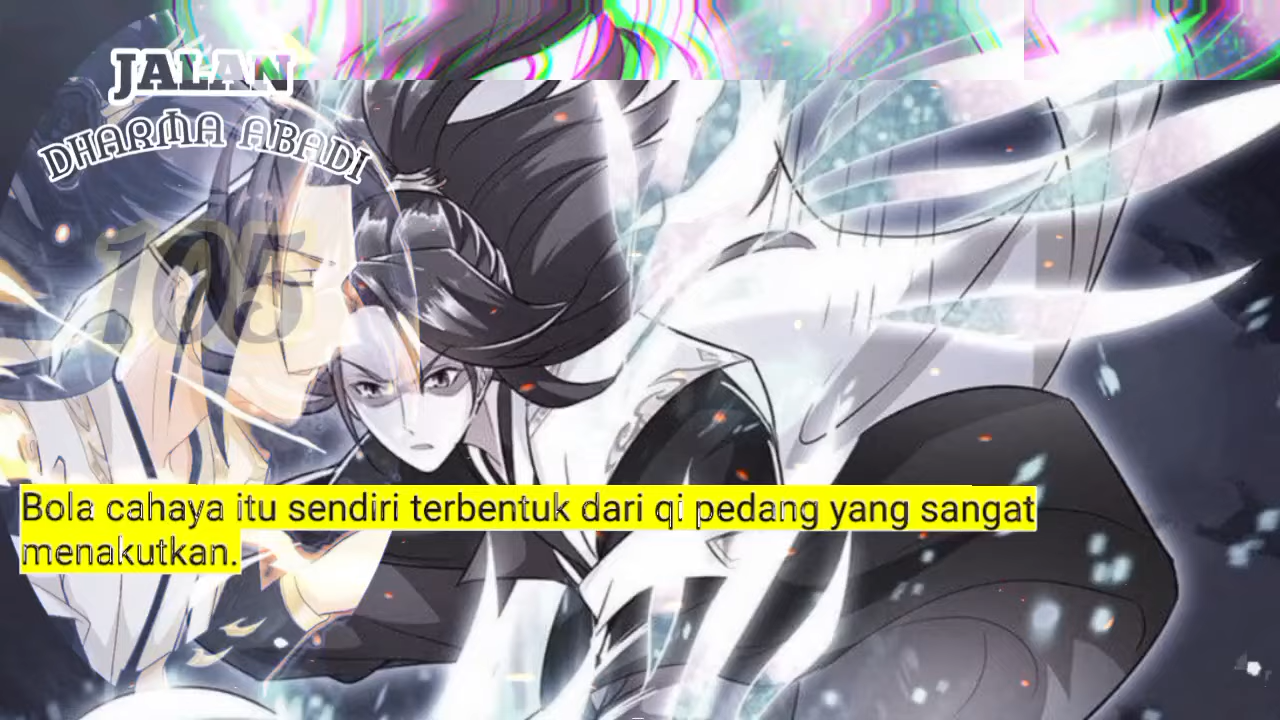 JALAN
DHARMA ABADI
105
Bola cahaya itu sendiri terbentuk dari qi pedang yang sangat
menakutkan.